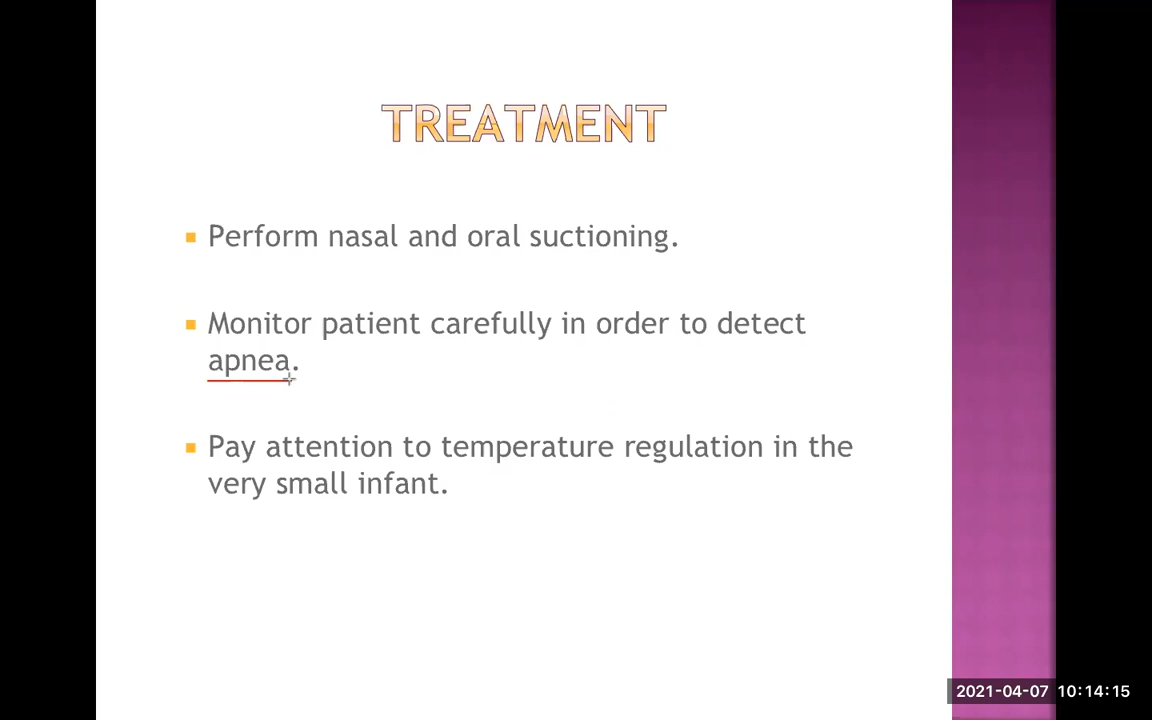 TREATMENT
Perform nasal and oral suctioning.
Monitor patient carefully in order to detect
apnea.
Pay attention to temperature regulation in the
very small infant.
2021-04-07 10:14:15